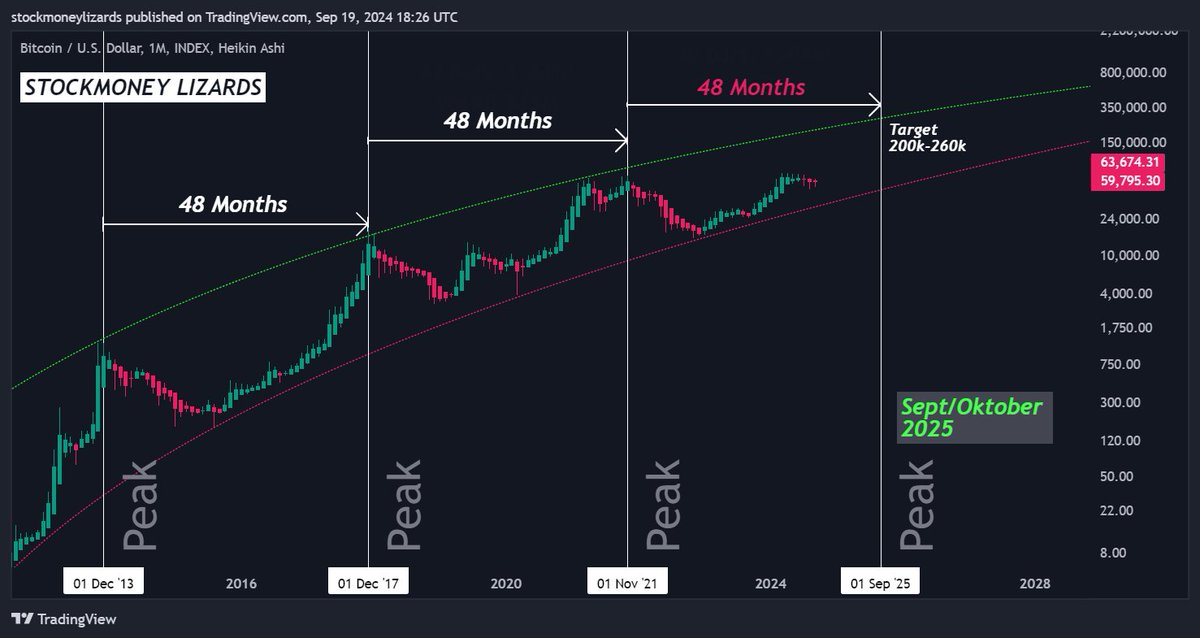 stockmoneylizards published on TradingView.com, Sep 19, 2024 18:26 UTC
Bitcoin / U.S. Dollar, 1M, INDEX, Heikin Ashi
STOCKMONEY LIZARDS
48 Months
48 Months
48 Months
Target
200k-260k
800,000.00
350,000.00
150,000.00
63,674.31
59,795.30
24,000.00
10,000.00
4,000.00
1,750.00
750.00
300.00
120.00
50.00
22.00
8.00
Sept/Oktober
2025
Peak
Peak
Peak
Peak
01 Dec '13
2016
01 Dec '17
2020
01 Nov '21
2024
01 Sep '25
2028
TradingView